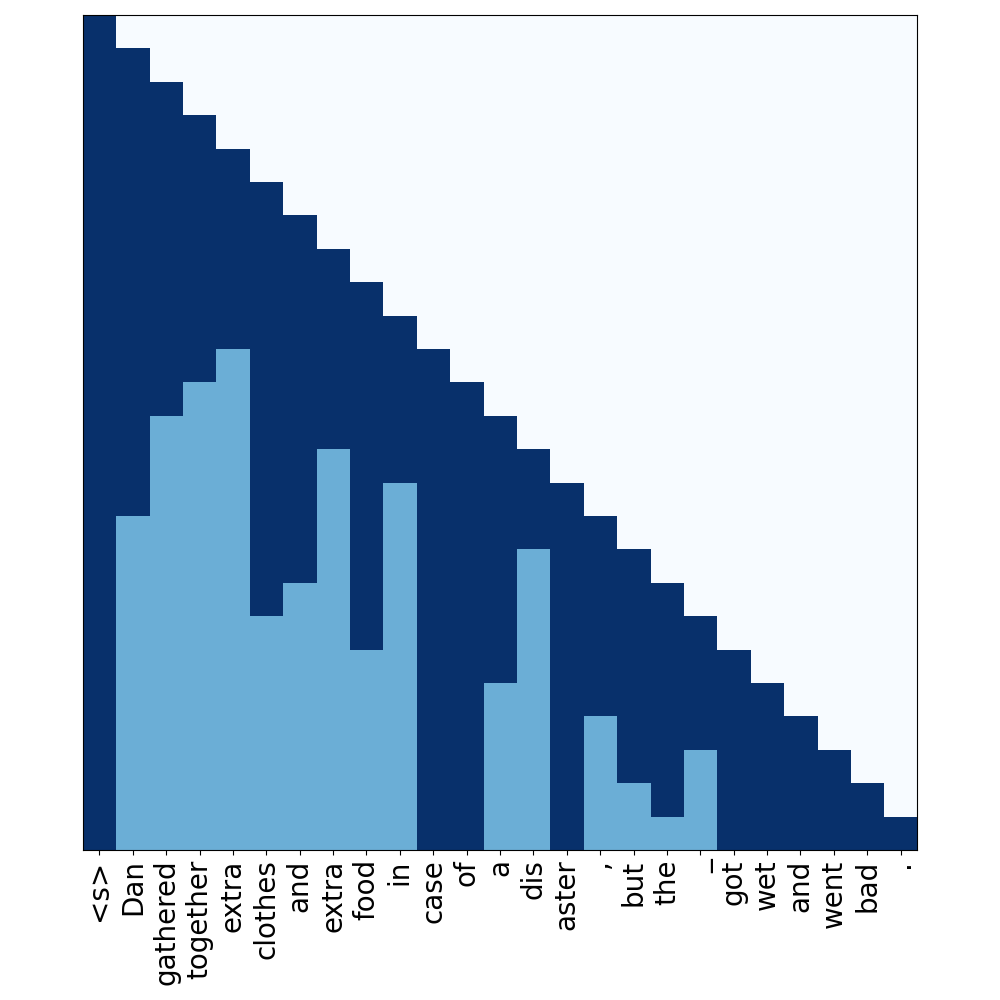 <s>
Dan
gathered
together
extra
clothes
and
extra
food
in
case
of
a
dis
aster
,
but
the
_
got
wet
and
went
bad
.